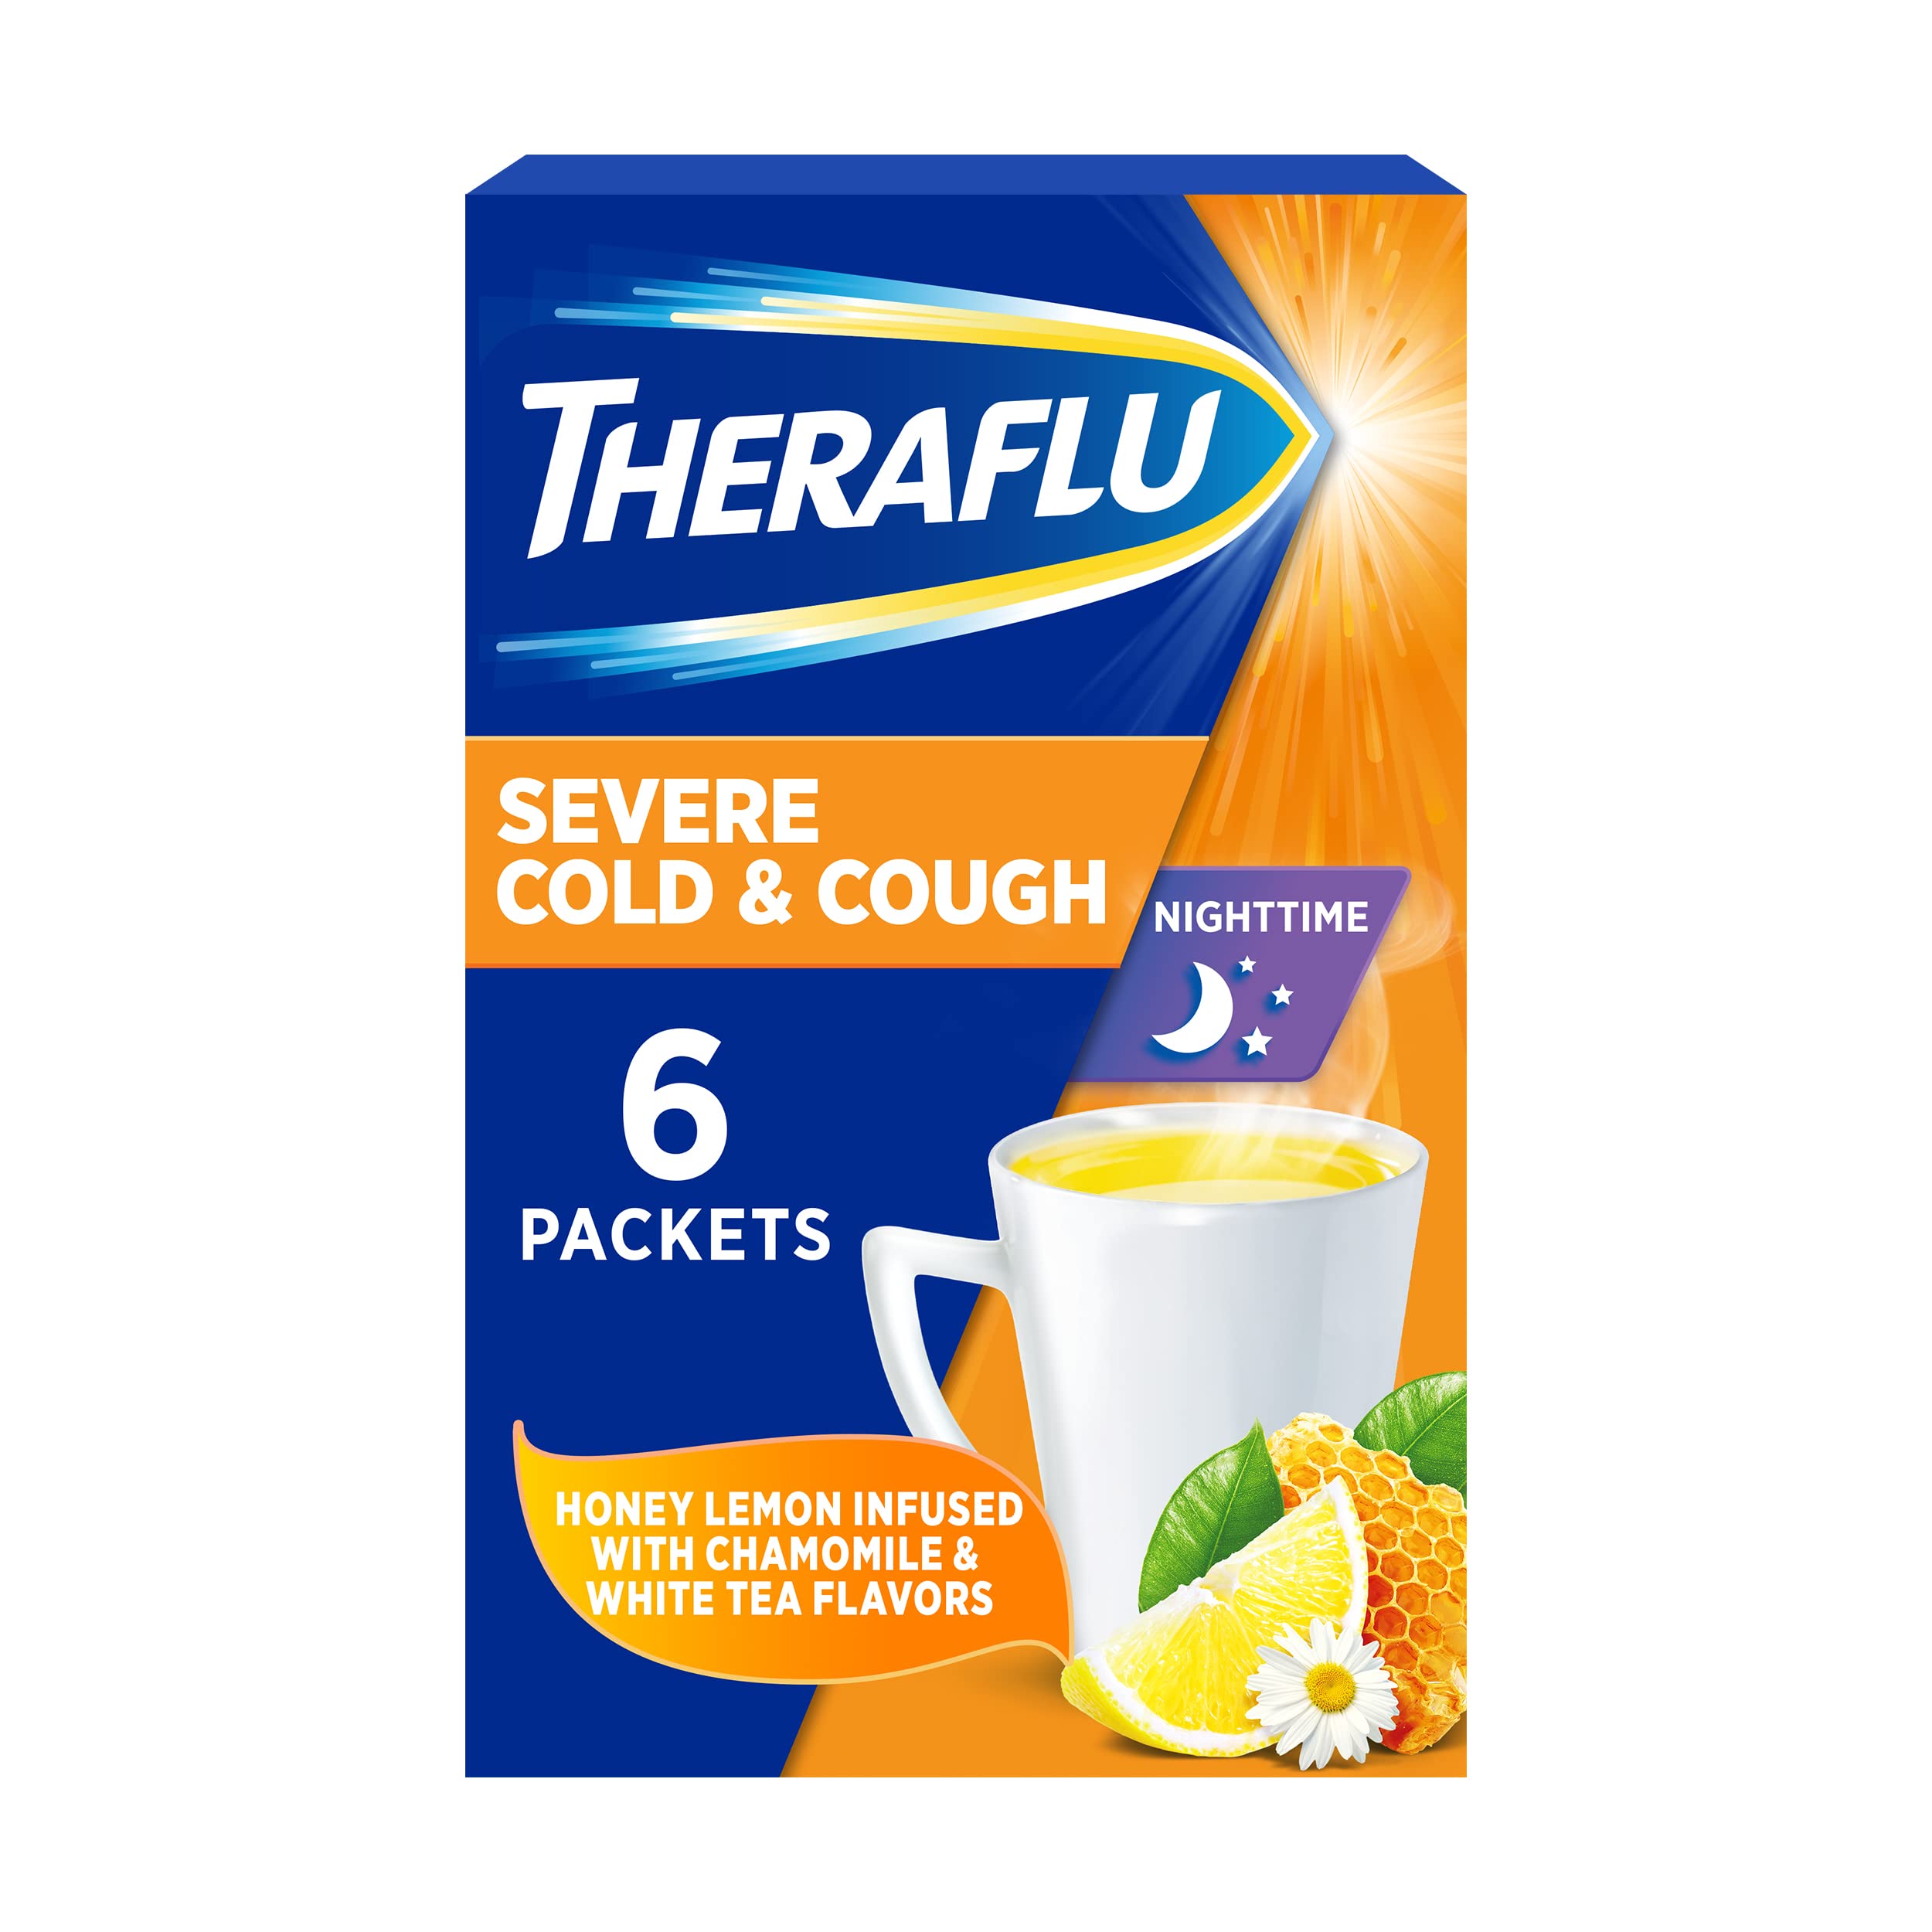 THERAFLU
SEVERE
COLD & COUGH
NIGHTTIME
6
PACKETS
HONEY LEMON INFUSED
WITH CHAMOMILE &
WHITE TEA FLAVORS